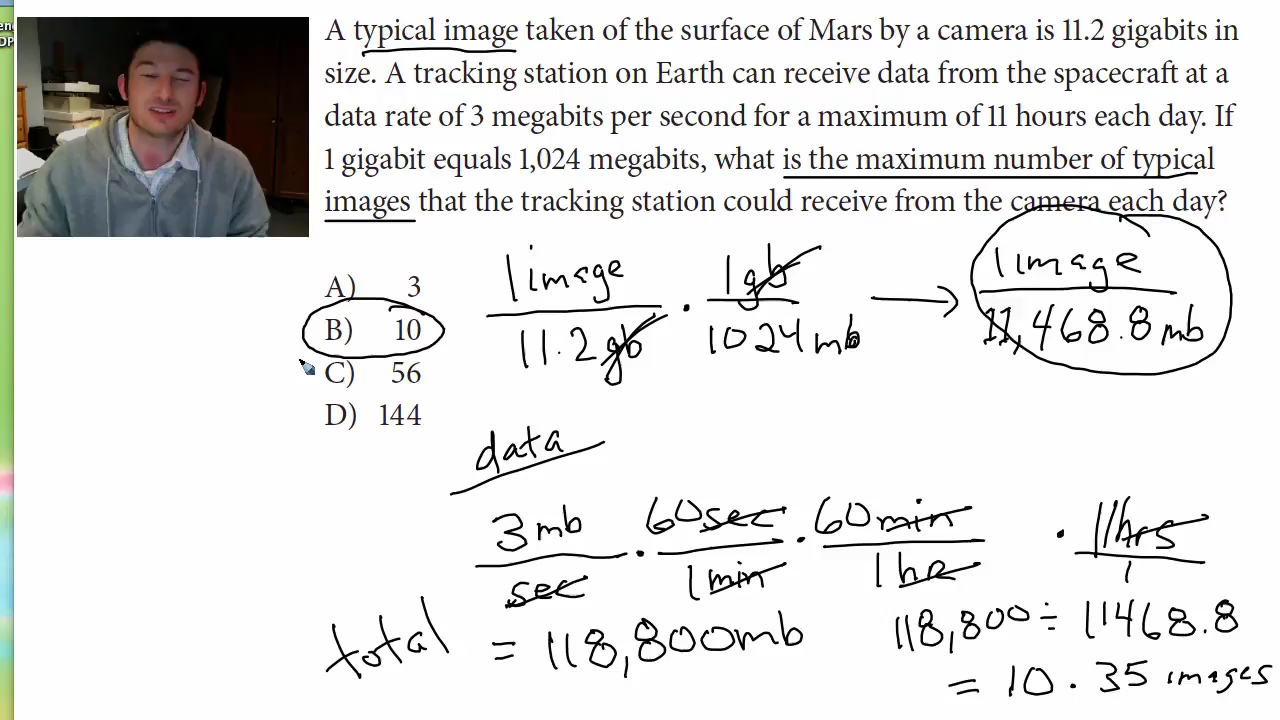 A typical image taken of the surface of Mars by a camera is 11.2 gigabits in
size. A tracking station on Earth can receive data from the spacecraft at a
data rate of 3 megabits per second for a maximum of 11 hours each day. If
1 gigabit equals 1,024 megabits, what is the maximum number of typical
images that the tracking station could receive from the camera each day?
A) 3
B) 10
C) 56
D) 144
1 image · 1gb → 1 image
11.2 gb 1024 mb 11,468.8 mb
data
3 mb · 60 sec · 60 min · 11 hrs
sec 1 min 1 hr 1
total = 118,800 mb
118,800 ÷ 11468.8
= 10.35 images